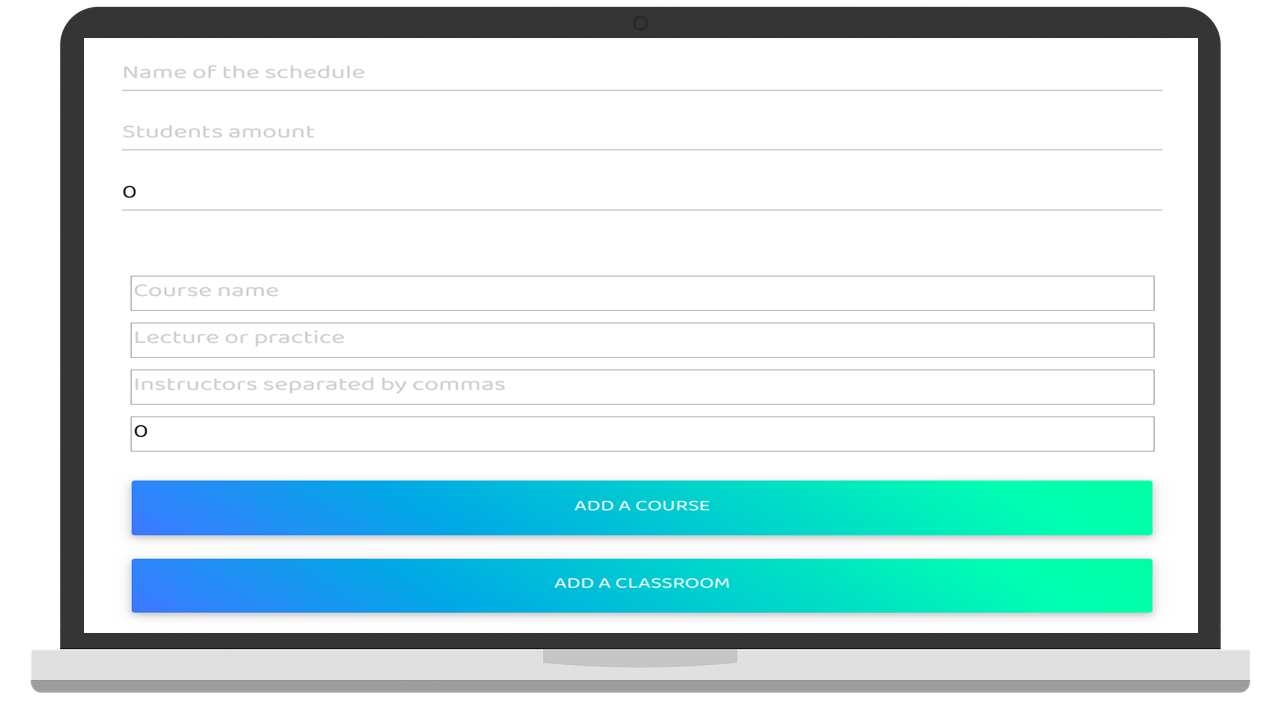 Name of the schedule
Students amount
0
Course name
Lecture or practice
Instructors separated by commas
0
ADD A COURSE
ADD A CLASSROOM